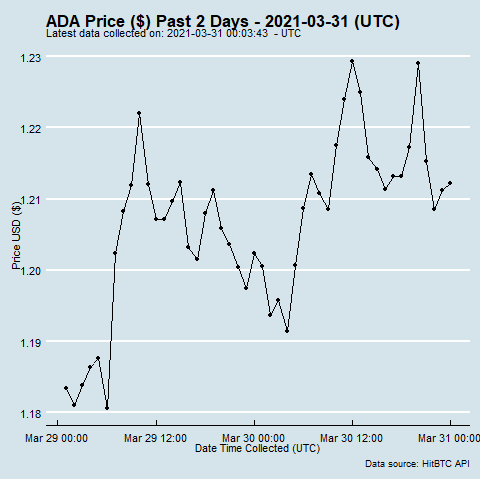 ADA Price ($) Past 2 Days - 2021-03-31 (UTC)
Latest data collected on: 2021-03-31 00:03:43 - UTC
1.23
1.22
1.21
1.20
1.19
1.18
Price USD ($)
Mar 29 00:00 Mar 29 12:00 Mar 30 00:00 Mar 30 12:00 Mar 31 00:00
Date Time Collected (UTC)
Data source: HitBTC API